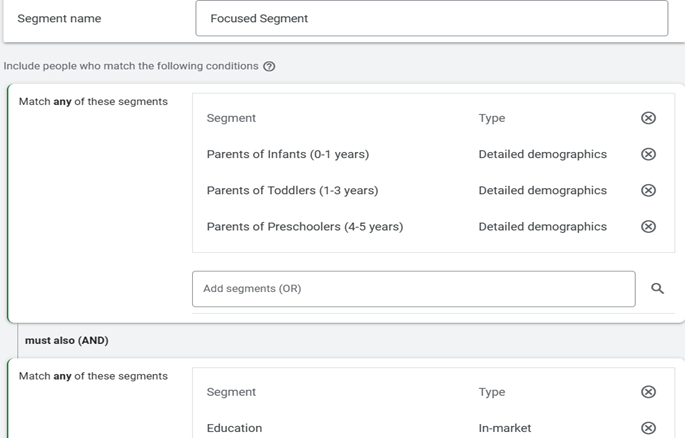 Segment name
Focused Segment
Include people who match the following conditions
Match any of these segments
Segment Type
Parents of Infants (0-1 years) Detailed demographics
Parents of Toddlers (1-3 years) Detailed demographics
Parents of Preschoolers (4-5 years) Detailed demographics
Add segments (OR)
must also (AND)
Match any of these segments
Segment Type
Education In-market